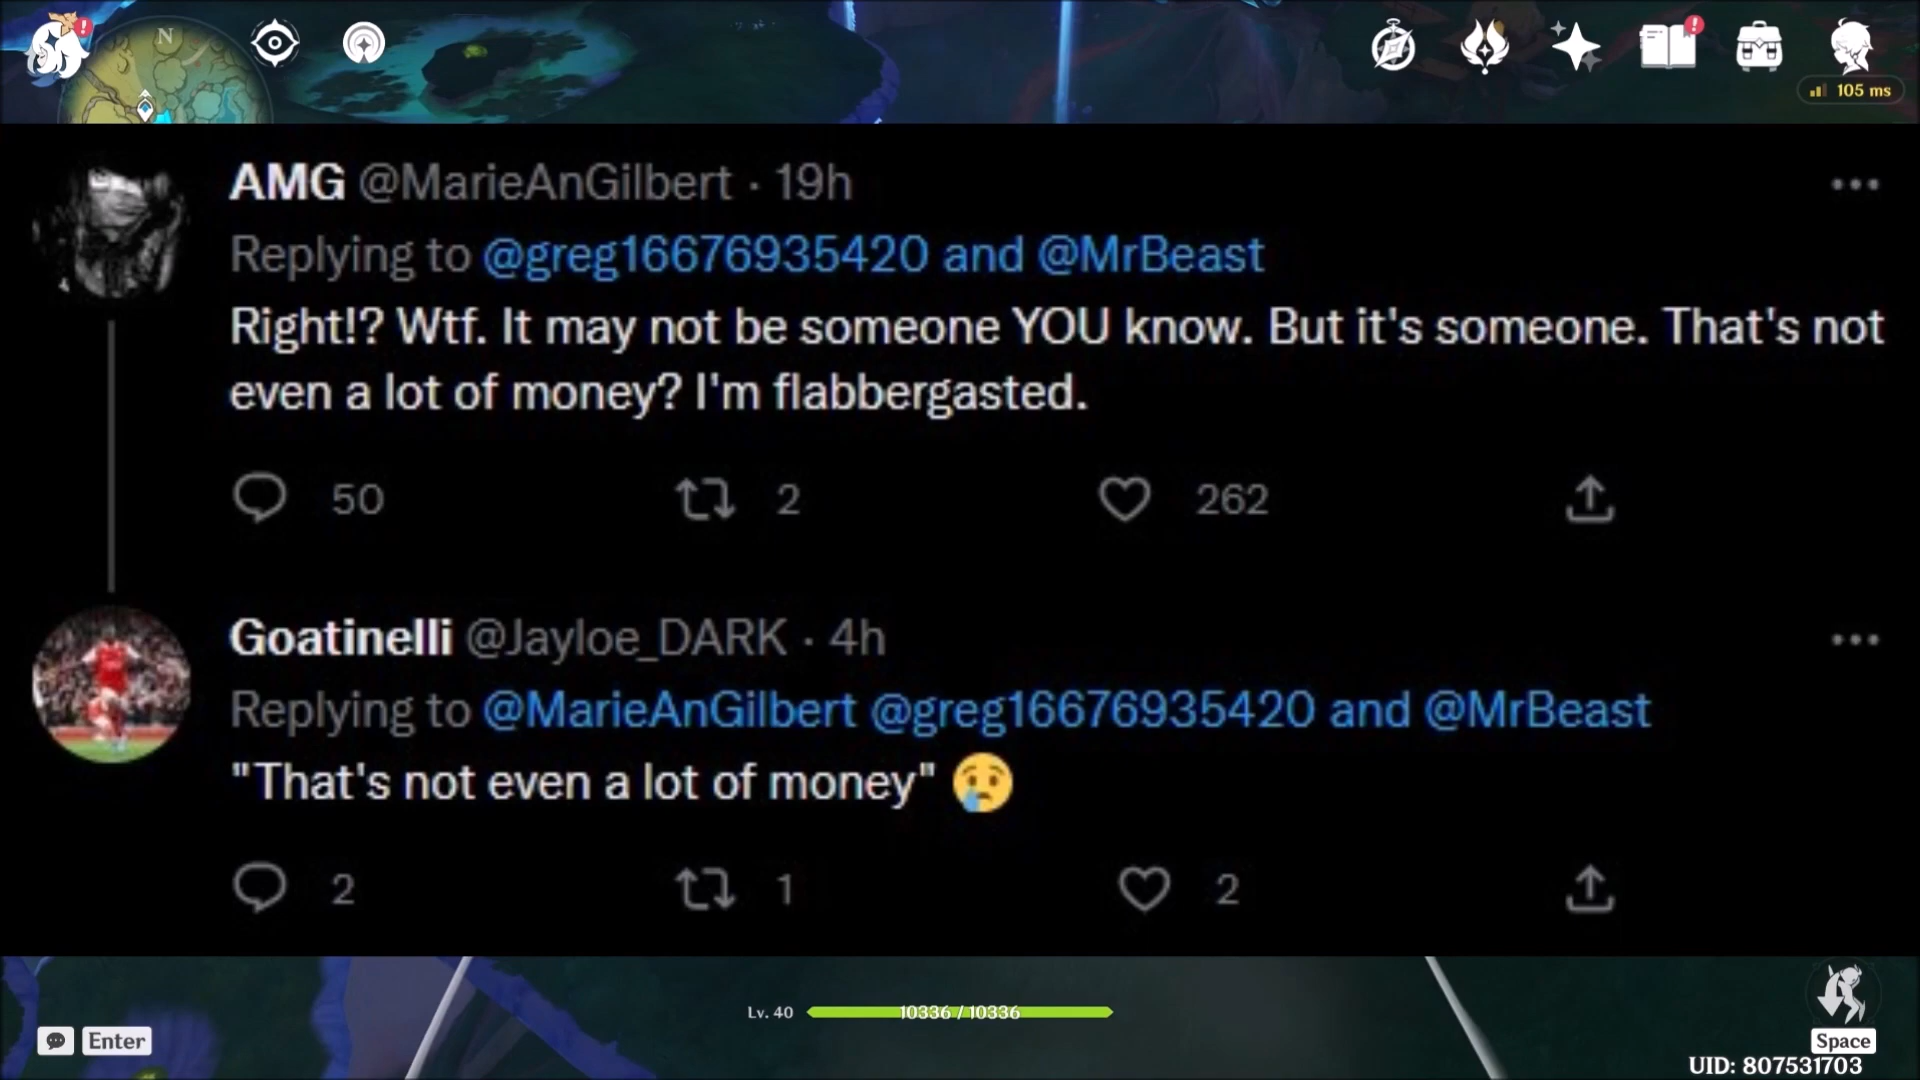 N
105 ms
AMG @MarieAnGilbert · 19h
Replying to @greg16676935420 and @MrBeast
Right!? Wtf. It may not be someone YOU know. But it's someone. That's not
even a lot of money? I'm flabbergasted.
50 2 262
Goatinelli @Jayloe_DARK · 4h
Replying to @MarieAnGilbert @greg16676935420 and @MrBeast
"That's not even a lot of money" 😢
2 1 2
Lv. 40 10336 / 10336
Enter
Space
UID: 807531703